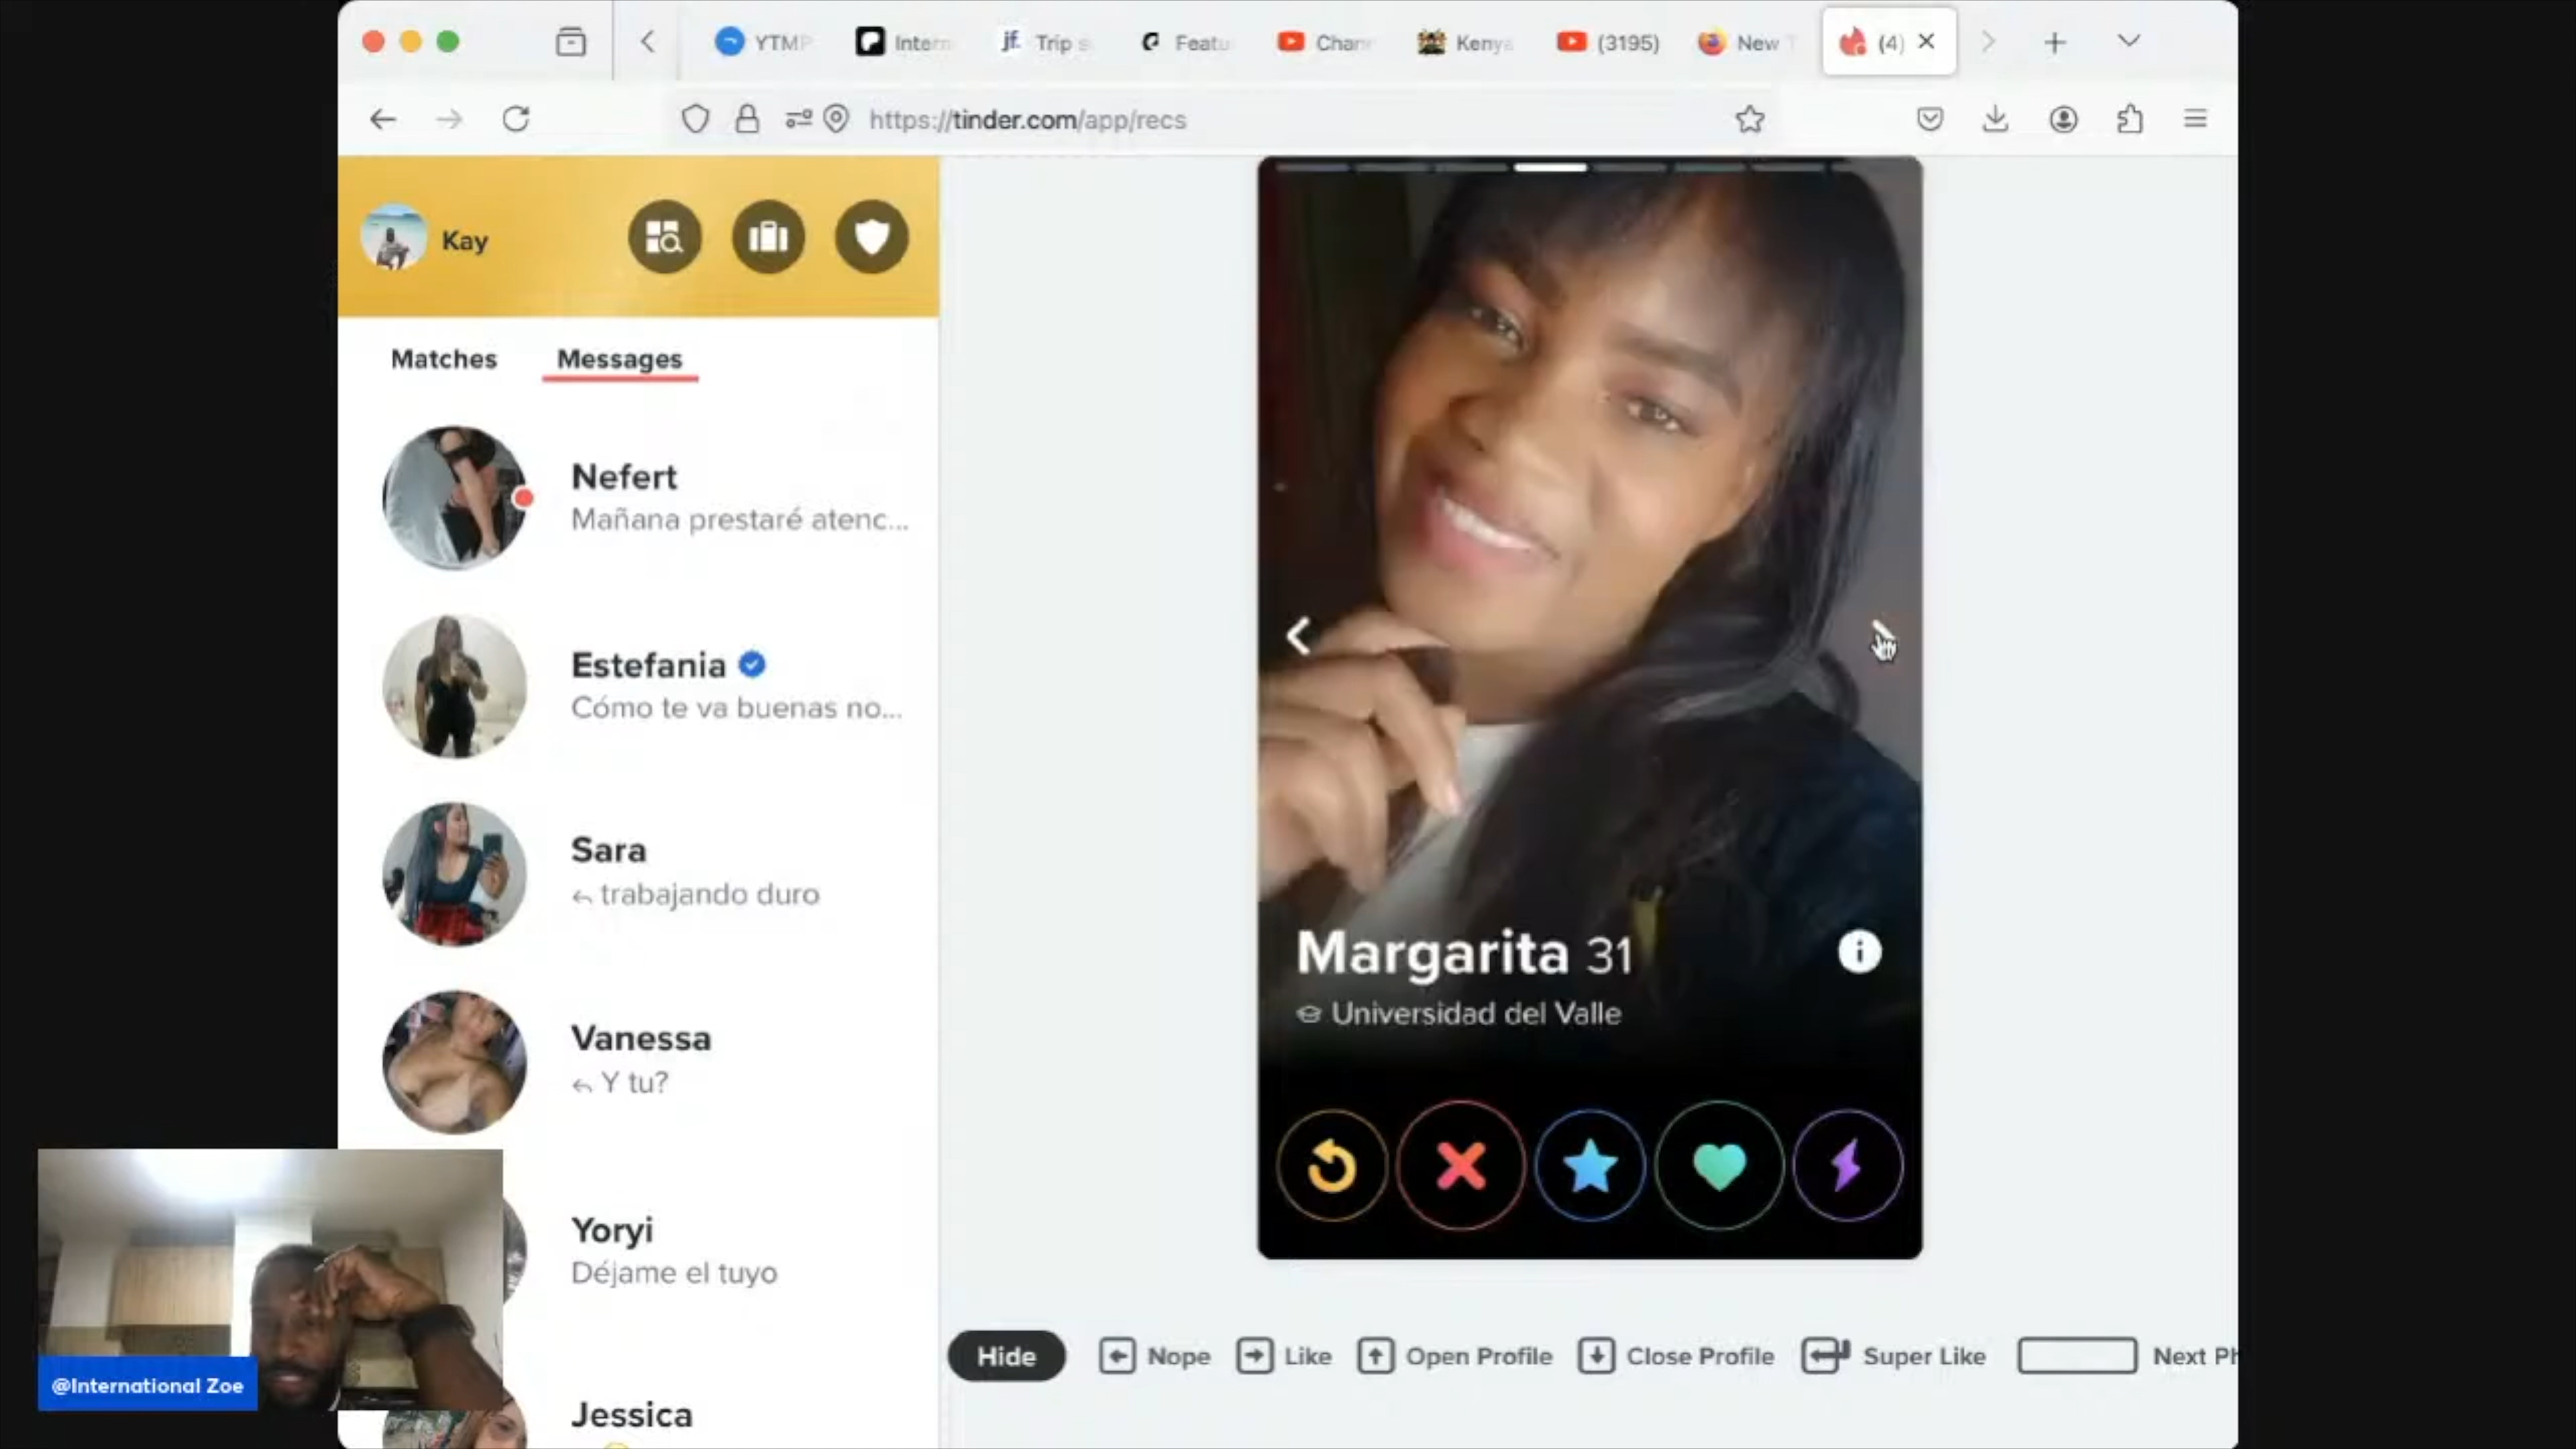 YTMP
Intern
Trip s
Featu
Chan
Kenya
(3195)
New T
(4)
https://tinder.com/app/recs
Kay
Matches
Messages
Nefert
Mañana prestaré atenc...
Estefania
Cómo te va buenas no...
Sara
trabajando duro
Vanessa
Y tu?
Yoryi
Déjame el tuyo
Jessica
@International Zoe
Margarita 31
Universidad del Valle
Hide
Nope
Like
Open Profile
Close Profile
Super Like
Next Ph